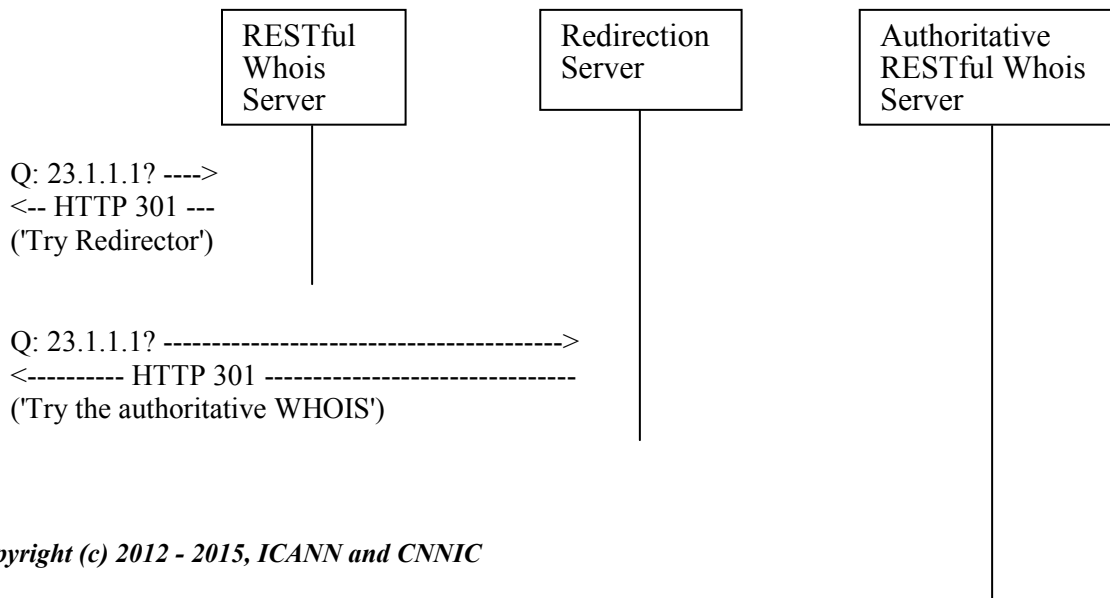 RESTful
Whois
Server
Redirection
Server
Authoritative
RESTful Whois
Server
Q: 23.1.1.1? ---->
<-- HTTP 301 ---
('Try Redirector')
Q: 23.1.1.1? ----------------------------------------->
<---------- HTTP 301 --------------------------------
('Try the authoritative WHOIS')
pyright (c) 2012 - 2015, ICANN and CNNIC